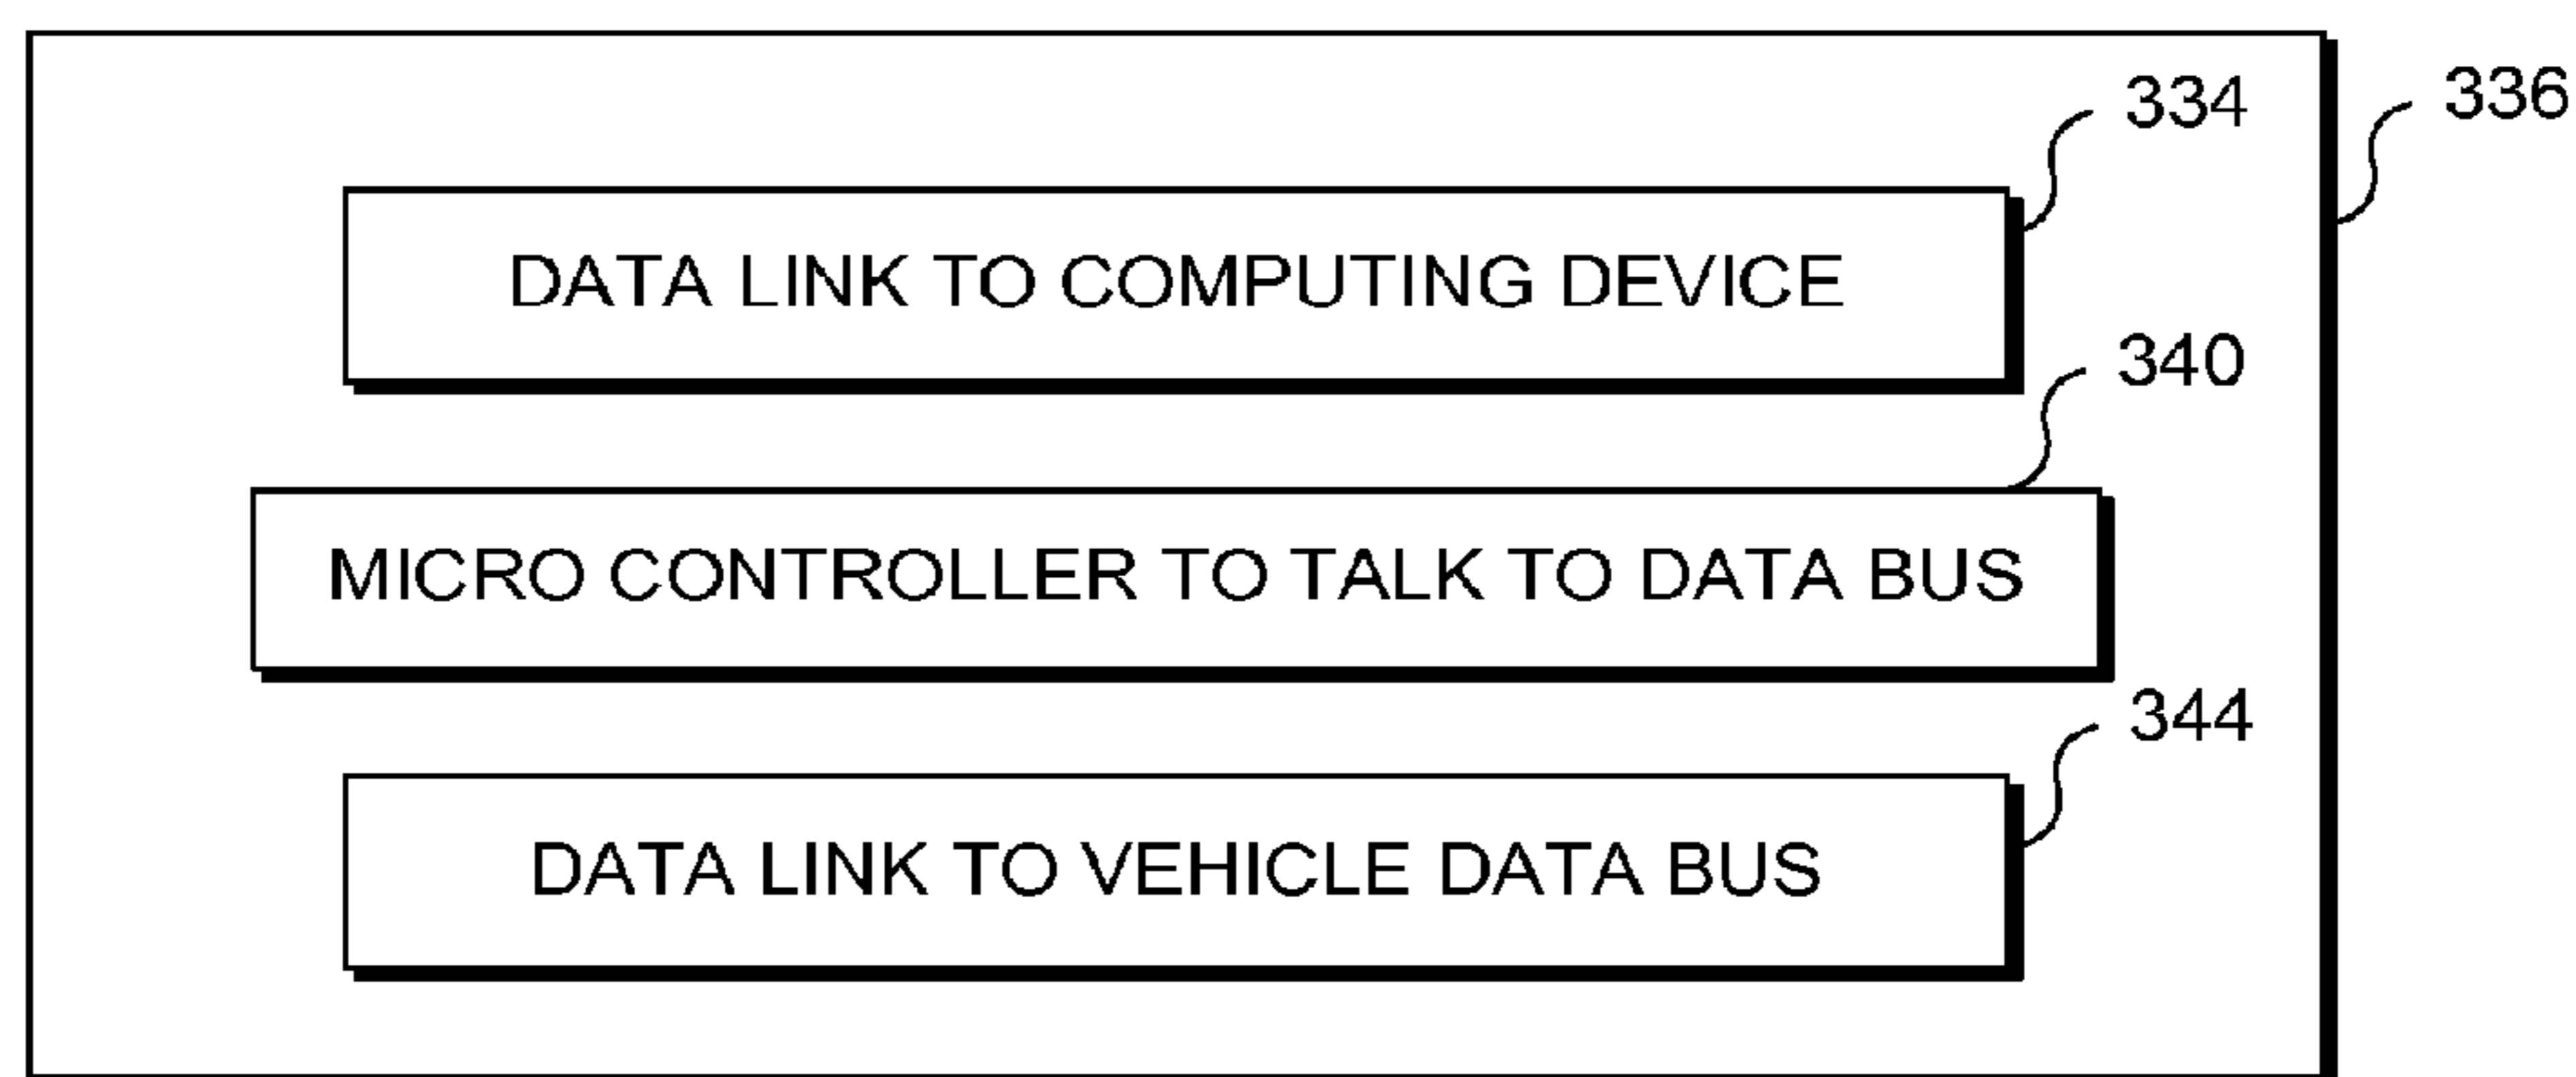 334
336
DATA LINK TO COMPUTING DEVICE
340
MICRO CONTROLLER TO TALK TO DATA BUS
344
DATA LINK TO VEHICLE DATA BUS